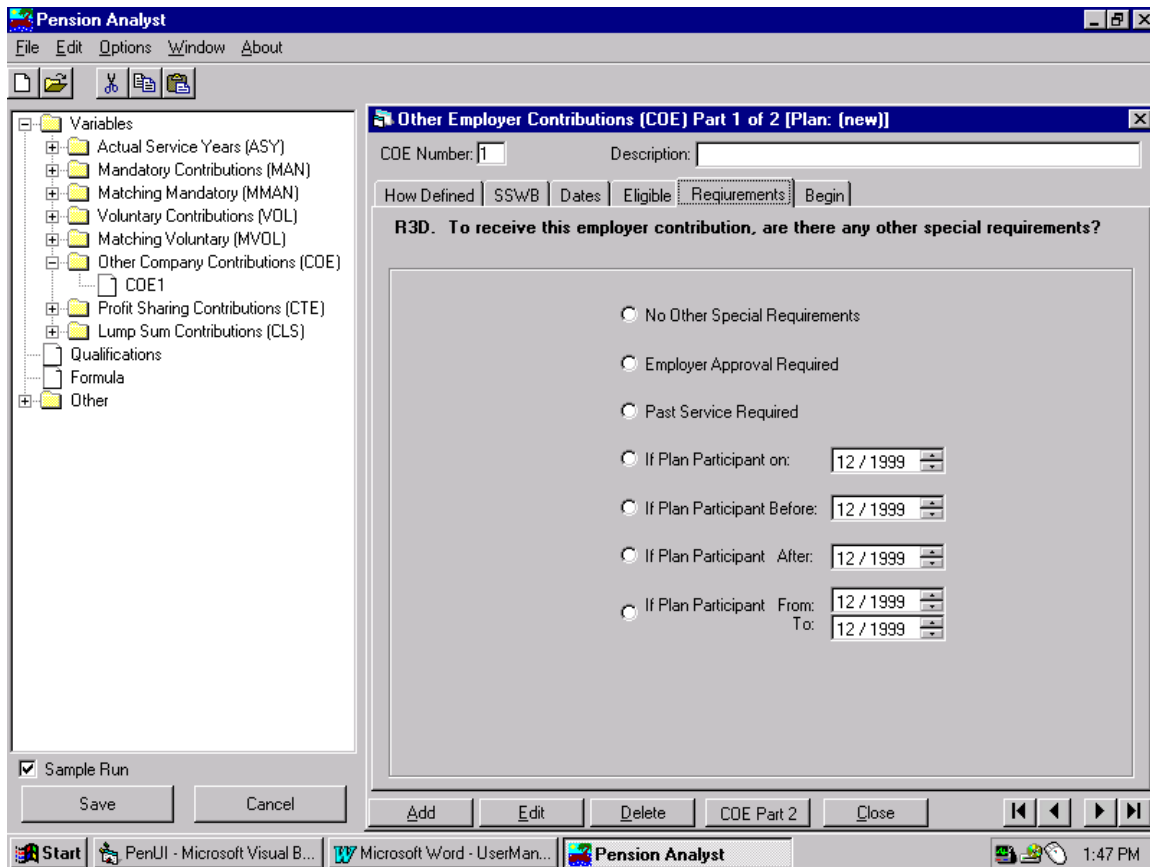 Pension Analyst
File Edit Options Window About
Variables
Actual Service Years (ASY)
Mandatory Contributions (MAN)
Matching Mandatory (MMAN)
Voluntary Contributions (VOL)
Matching Voluntary (MVOL)
Other Company Contributions (COE)
COE1
Profit Sharing Contributions (CTE)
Lump Sum Contributions (CLS)
Qualifications
Formula
Other
Sample Run
Save Cancel
Other Employer Contributions (COE) Part 1 of 2 [Plan: (new)]
COE Number: 1 Description:
How Defined SSWB Dates Eligible Reqiurements Begin
R3D. To receive this employer contribution, are there any other special requirements?
No Other Special Requirements
Employer Approval Required
Past Service Required
If Plan Participant on: 12 / 1999
If Plan Participant Before: 12 / 1999
If Plan Participant After: 12 / 1999
If Plan Participant From: 12 / 1999
To: 12 / 1999
Add Edit Delete COE Part 2 Close
Start PenUI - Microsoft Visual B... Microsoft Word - UserMan... Pension Analyst 1:47 PM